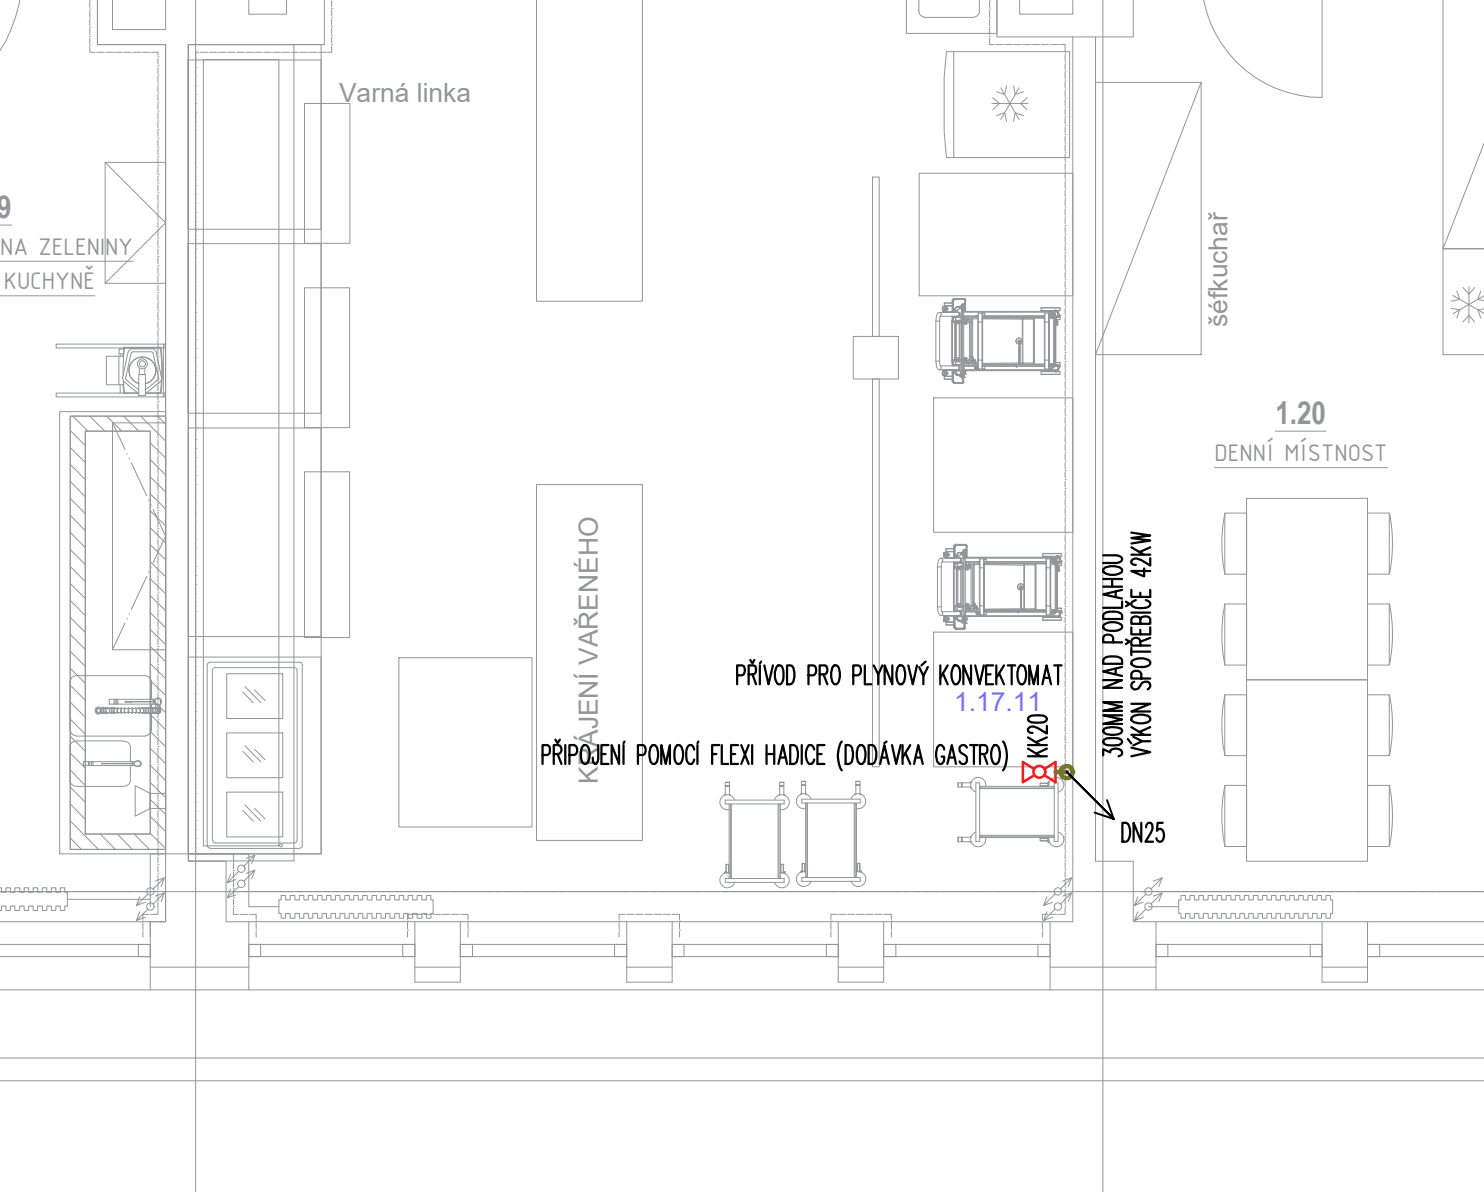 Varná linka
9
NA ZELENINY
KUCHYNĚ
šéfkuchař
1.20
DENNÍ MÍSTNOST
KRÁJENÍ VAŘENÉHO
PŘÍVOD PRO PLYNOVÝ KONVEKTOMAT
1.17.11
PŘIPOJENÍ POMOCÍ FLEXI HADICE (DODÁVKA GASTRO)
KK20
300MM NAD PODLAHOU
VÝKON SPOTŘEBIČE 42KW
DN25